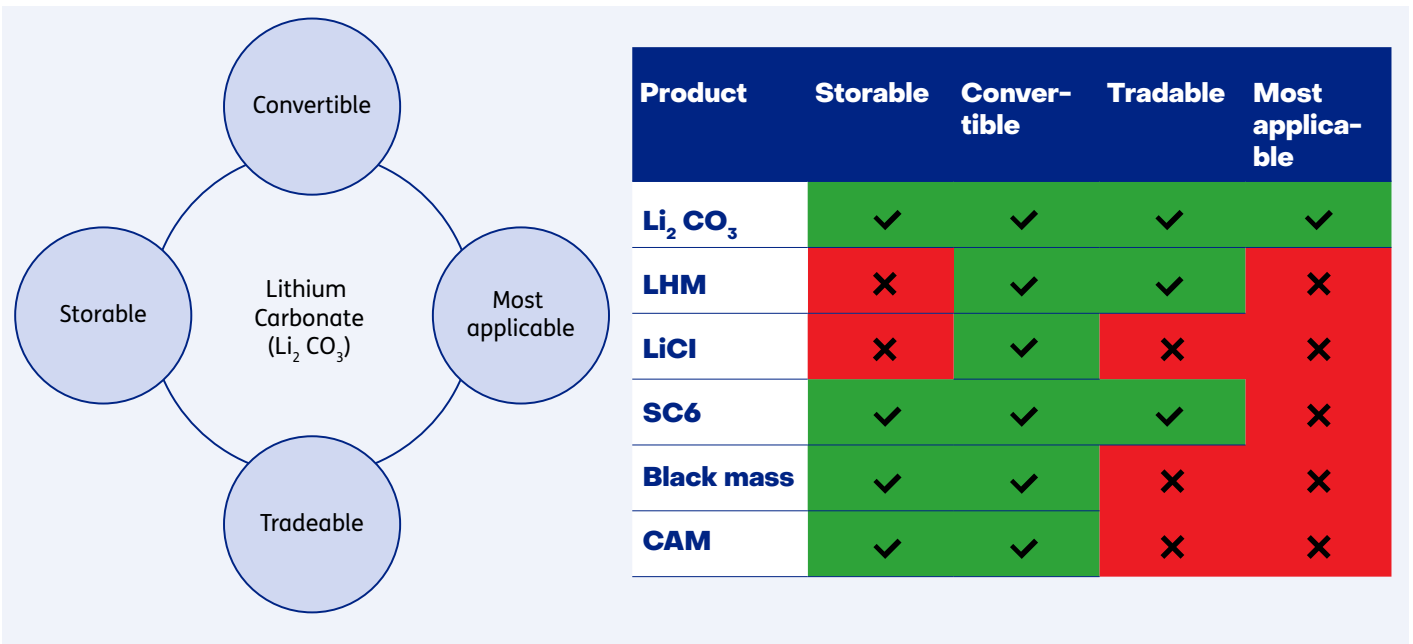 Convertible
Storable
Lithium
Carbonate
(Li₂ CO₃)
Most
applicable
Tradeable
Product Storable Conver-
tible Tradable Most
applica-
ble
Li₂ CO₃ ✓ ✓ ✓ ✓
LHM ✕ ✓ ✓ ✕
LiCl ✕ ✓ ✕ ✕
SC6 ✓ ✓ ✓ ✕
Black mass ✓ ✓ ✕ ✕
CAM ✓ ✓ ✕ ✕